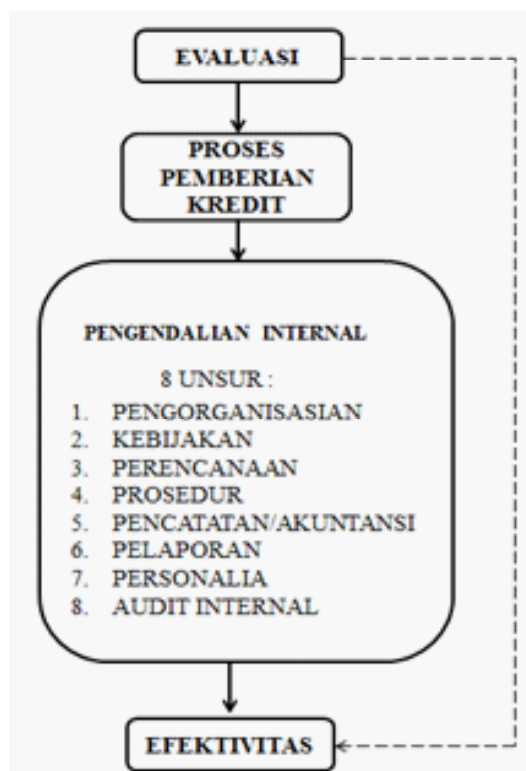 EVALUASI
PROSES
PEMBERIAN
KREDIT
PENGENDALIAN INTERNAL
8 UNSUR :
1. PENGORGANISASIAN
2. KEBIJAKAN
3. PERENCANAAN
4. PROSEDUR
5. PENCATATAN/AKUNTANSI
6. PELAPORAN
7. PERSONALIA
8. AUDIT INTERNAL
EFEKTIVITAS